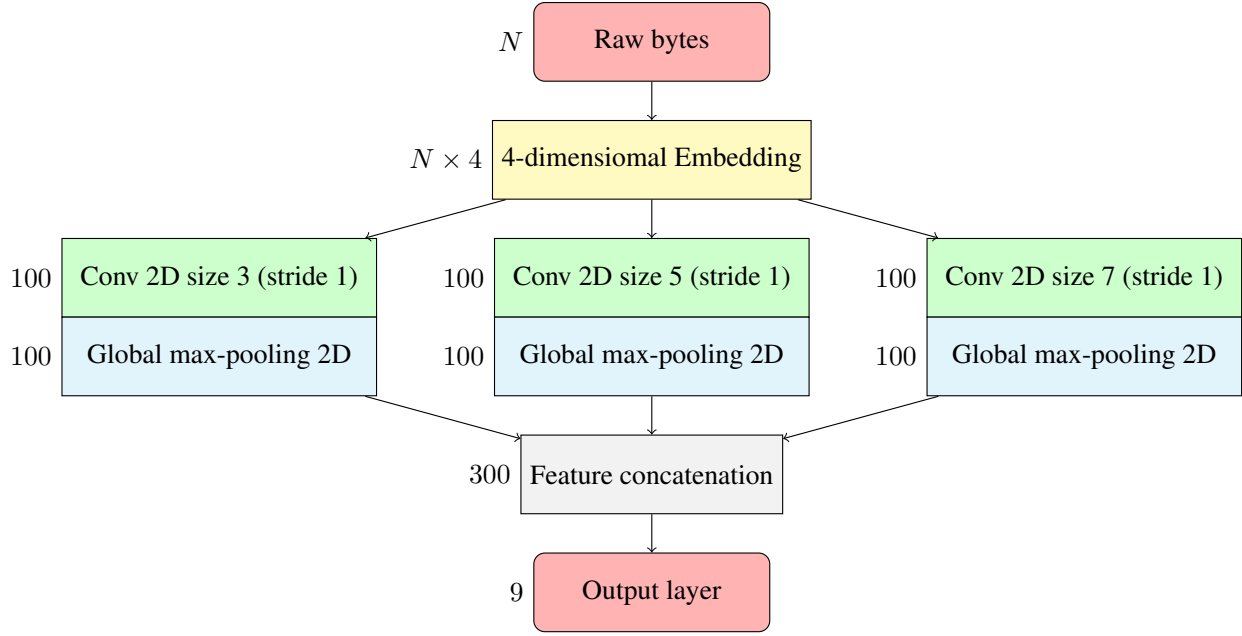 N Raw bytes
N × 4 4-dimensiomal Embedding
100 Conv 2D size 3 (stride 1) 100 Conv 2D size 5 (stride 1) 100 Conv 2D size 7 (stride 1)
100 Global max-pooling 2D 100 Global max-pooling 2D 100 Global max-pooling 2D
300 Feature concatenation
9 Output layer